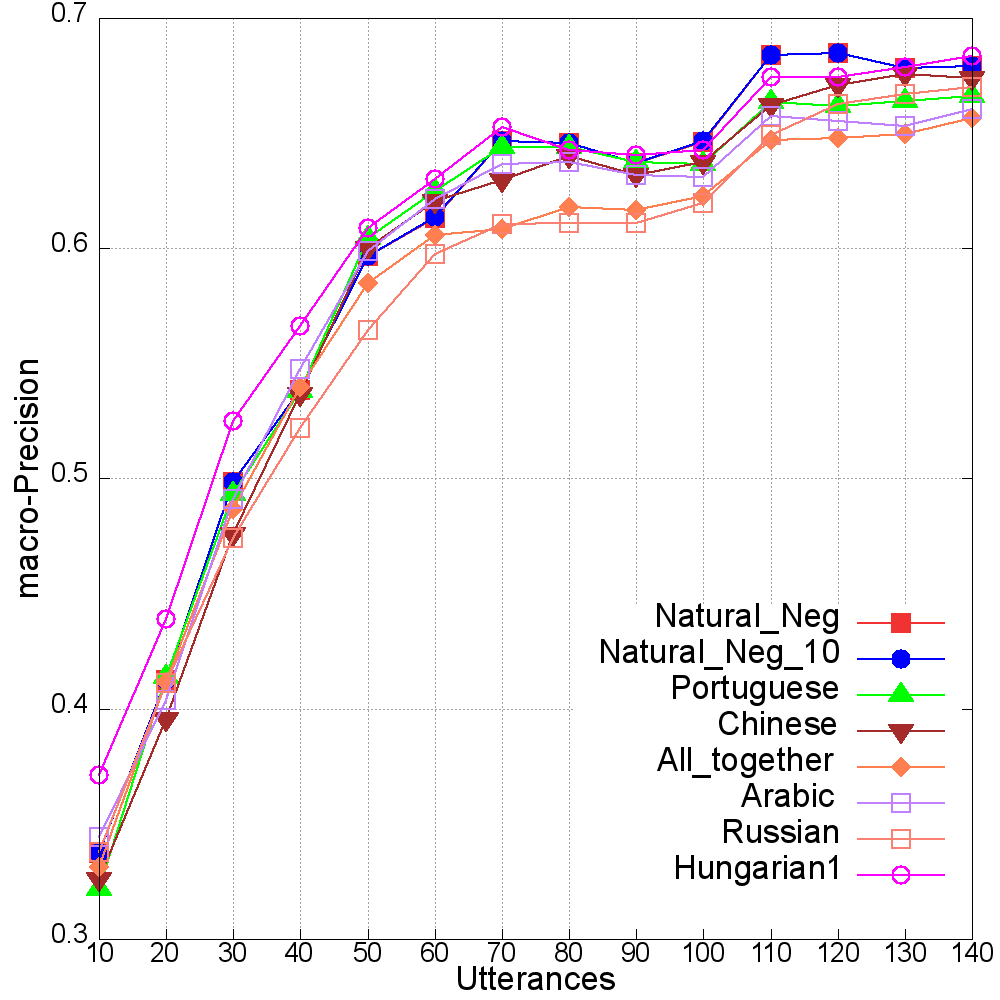 0.7
0.6
0.5
0.4
0.3
macro-Precision
Natural_Neg
Natural_Neg_10
Portuguese
Chinese
All_together
Arabic
Russian
Hungarian1
10 20 30 40 50 60 70 80 90 100 110 120 130 140
Utterances